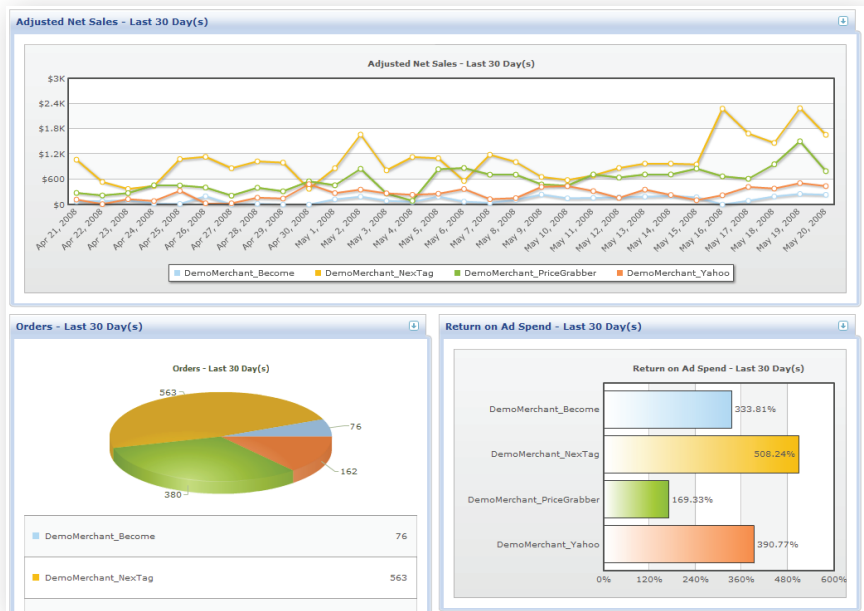 Adjusted Net Sales - Last 30 Day(s)
Adjusted Net Sales - Last 30 Day(s)
$3K
$2.4K
$1.8K
$1.2K
$600
$0
Apr 21, 2008
Apr 22, 2008
Apr 23, 2008
Apr 24, 2008
Apr 25, 2008
Apr 26, 2008
Apr 27, 2008
Apr 28, 2008
Apr 29, 2008
Apr 30, 2008
May 1, 2008
May 2, 2008
May 3, 2008
May 4, 2008
May 5, 2008
May 6, 2008
May 7, 2008
May 8, 2008
May 9, 2008
May 10, 2008
May 11, 2008
May 12, 2008
May 13, 2008
May 14, 2008
May 15, 2008
May 16, 2008
May 17, 2008
May 18, 2008
May 19, 2008
May 20, 2008
DemoMerchant_Become DemoMerchant_NexTag DemoMerchant_PriceGrabber DemoMerchant_Yahoo
Orders - Last 30 Day(s)
Orders - Last 30 Day(s)
563
76
162
380
DemoMerchant_Become 76
DemoMerchant_NexTag 563
Return on Ad Spend - Last 30 Day(s)
Return on Ad Spend - Last 30 Day(s)
DemoMerchant_Become 333.81%
DemoMerchant_NexTag 508.24%
DemoMerchant_PriceGrabber 169.33%
DemoMerchant_Yahoo 390.77%
0% 120% 240% 360% 480% 600%